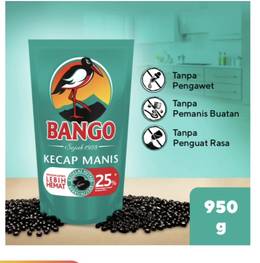 BANGO
Sejak 1928
KECAP MANIS
LEBIH
HEMAT
25%
Tanpa
Pengawet
Tanpa
Pemanis Buatan
Tanpa
Penguat Rasa
950
g